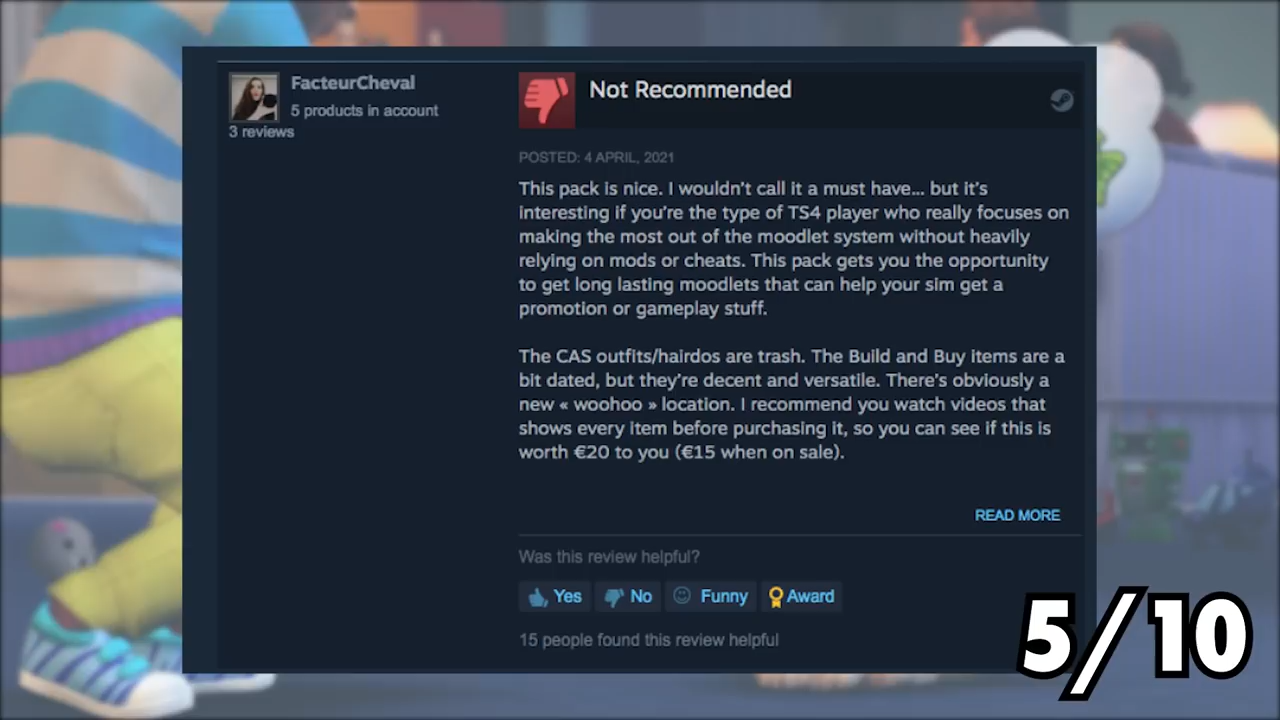 FacteurCheval
5 products in account
3 reviews
Not Recommended
POSTED: 4 APRIL, 2021
This pack is nice. I wouldn't call it a must have... but it's
interesting if you're the type of TS4 player who really focuses on
making the most out of the moodlet system without heavily
relying on mods or cheats. This pack gets you the opportunity
to get long lasting moodlets that can help your sim get a
promotion or gameplay stuff.
The CAS outfits/hairdos are trash. The Build and Buy items are a
bit dated, but they're decent and versatile. There's obviously a
new « woohoo » location. I recommend you watch videos that
shows every item before purchasing it, so you can see if this is
worth €20 to you (€15 when on sale).
READ MORE
Was this review helpful?
Yes No Funny Award
15 people found this review helpful
5/10